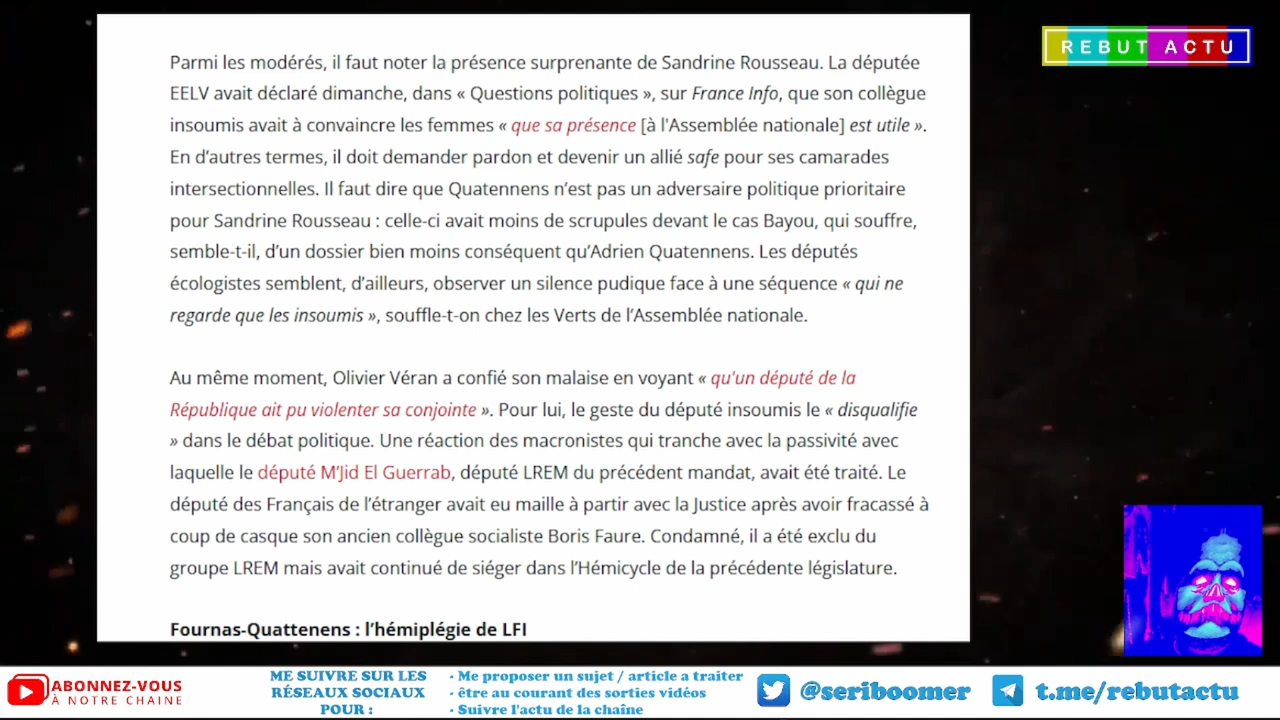 REBUT ACTU
Parmi les modérés, il faut noter la présence surprenante de Sandrine Rousseau. La députée
EELV avait déclaré dimanche, dans « Questions politiques », sur France Info, que son collègue
insoumis avait à convaincre les femmes « que sa présence [à l'Assemblée nationale] est utile ».
En d’autres termes, il doit demander pardon et devenir un allié safe pour ses camarades
intersectionnelles. Il faut dire que Quatennens n’est pas un adversaire politique prioritaire
pour Sandrine Rousseau : celle-ci avait moins de scrupules devant le cas Bayou, qui souffre,
semble-t-il, d’un dossier bien moins conséquent qu’Adrien Quatennens. Les députés
écologistes semblent, d’ailleurs, observer un silence pudique face à une séquence « qui ne
regarde que les insoumis », souffle-t-on chez les Verts de l’Assemblée nationale.
Au même moment, Olivier Véran a confié son malaise en voyant « qu'un député de la
République ait pu violenter sa conjointe ». Pour lui, le geste du député insoumis le « disqualifie
» dans le débat politique. Une réaction des macronistes qui tranche avec la passivité avec
laquelle le député M’Jid El Guerrab, député LREM du précédent mandat, avait été traité. Le
député des Français de l’étranger avait eu maille à partir avec la Justice après avoir fracassé à
coup de casque son ancien collègue socialiste Boris Faure. Condamné, il a été exclu du
groupe LREM mais avait continué de siéger dans l’Hémicycle de la précédente législature.
Fournas-Quattenens : l’hémiplégie de LFI
ABONNEZ-VOUS
À NOTRE CHAINE
ME SUIVRE SUR LES
RÉSEAUX SOCIAUX
POUR :
- Me proposer un sujet / article a traiter
- être au courant des sorties vidéos
- Suivre l'actu de la chaîne
@seriboomer
t.me/rebutactu